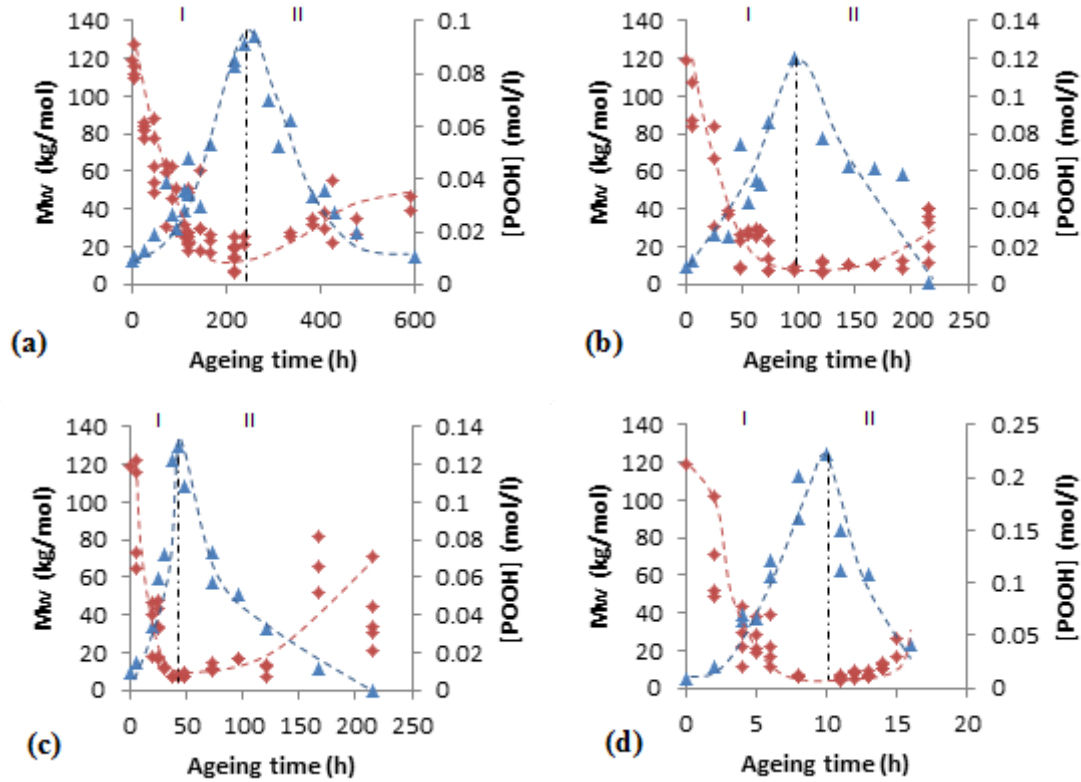 I II
140 0.1
120 0.08
100
80 0.06
60 0.04
40
20 0.02
0 0
0 200 400 600
Mw (kg/mol)
[POOH] (mol/l)
(a)
Ageing time (h)
I II
140 0.14
120 0.12
100 0.1
80 0.08
60 0.06
40 0.04
20 0.02
0 0
0 50 100 150 200 250
Mw (kg/mol)
[POOH] (mol/l)
(b)
Ageing time (h)
I II
140 0.14
120 0.12
100 0.1
80 0.08
60 0.06
40 0.04
20 0.02
0 0
0 50 100 150 200 250
Mw (kg/mol)
[POOH] (mol/l)
(c)
Ageing time (h)
I II
140 0.25
120 0.2
100
80 0.15
60 0.1
40
20 0.05
0 0
0 5 10 15 20
Mw (kg/mol)
[POOH] (mol/l)
(d)
Ageing time (h)